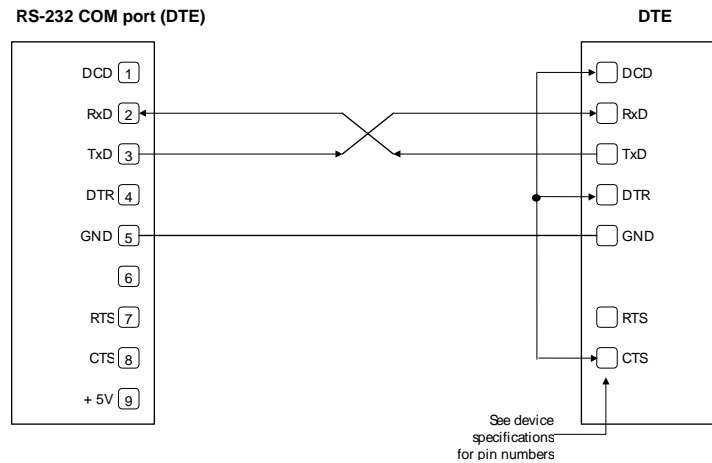 RS-232 COM port (DTE)
DTE
DCD 1
RxD 2
TxD 3
DTR 4
GND 5
6
RTS 7
CTS 8
+ 5V 9
DCD
RxD
TxD
DTR
GND
RTS
CTS
See device
specifications
for pin numbers